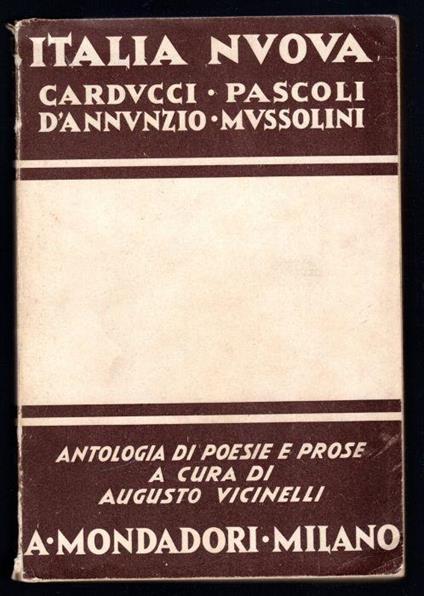 ITALIA NVOVA
CARDVCCI · PASCOLI
D'ANNVNZIO · MVSSOLINI
ANTOLOGIA DI POESIE E PROSE
A CURA DI
AUGUSTO VICINELLI
A · MONDADORI · MILANO